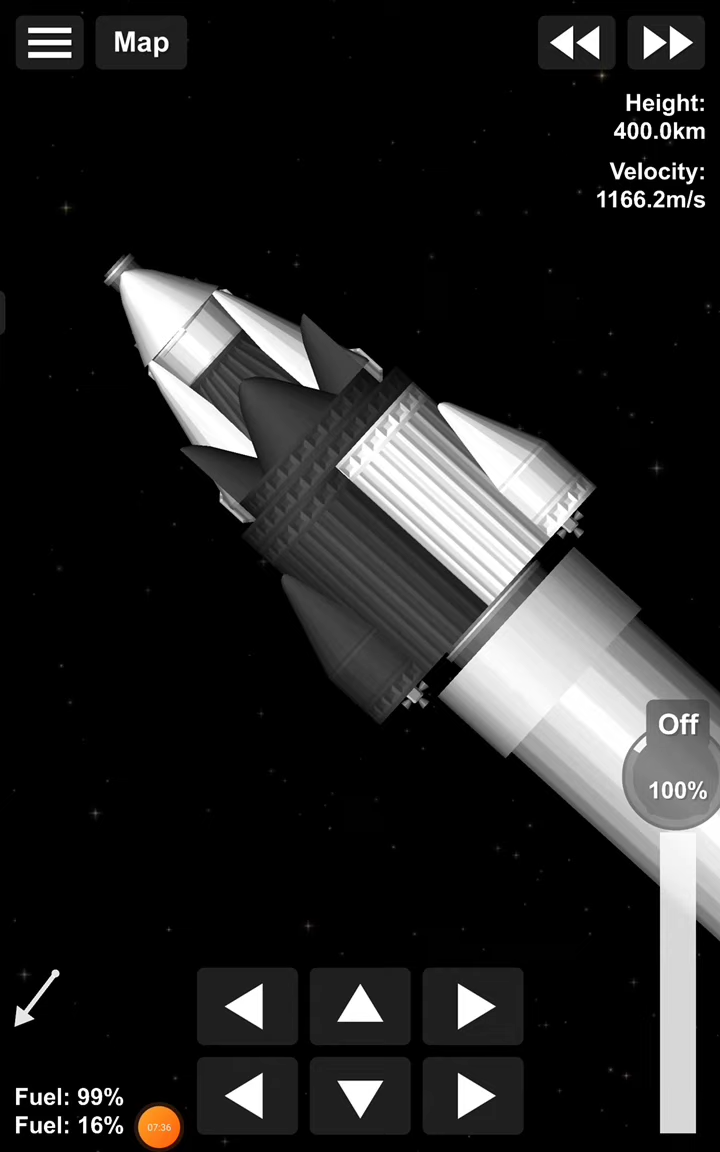 Map
Height:
400.0km
Velocity:
1166.2m/s
Off
100%
Fuel: 99%
Fuel: 16%
07:36